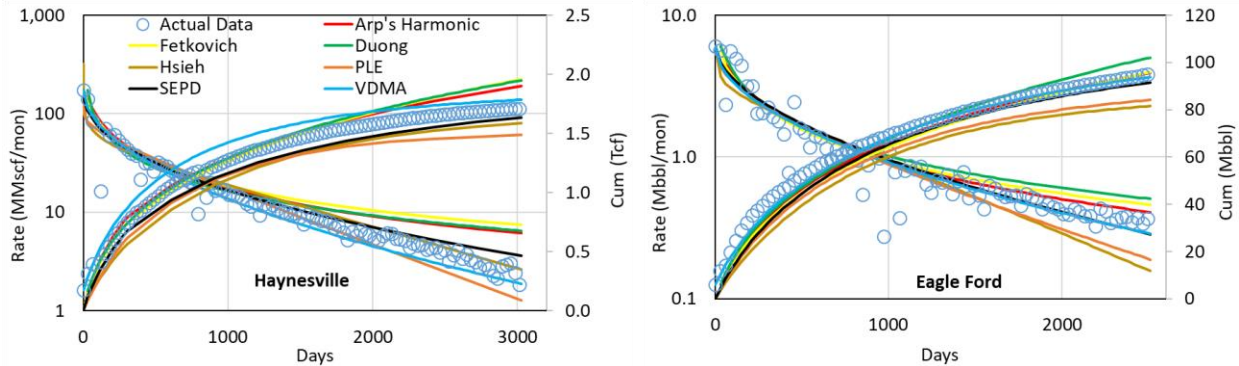 1,000
100
10
1
Rate (MMscf/mon)
Actual Data
Arp's Harmonic
Fetkovich
Duong
Hsieh
PLE
SEPD
VDMA
Haynesville
0
1000
2000
3000
Days
2.5
2.0
1.5
1.0
0.5
0.0
Cum (Tcf)
10.0
1.0
0.1
Rate (Mbbl/mon)
Eagle Ford
0
1000
2000
Days
120
100
80
60
40
20
0
Cum (Mbbl)